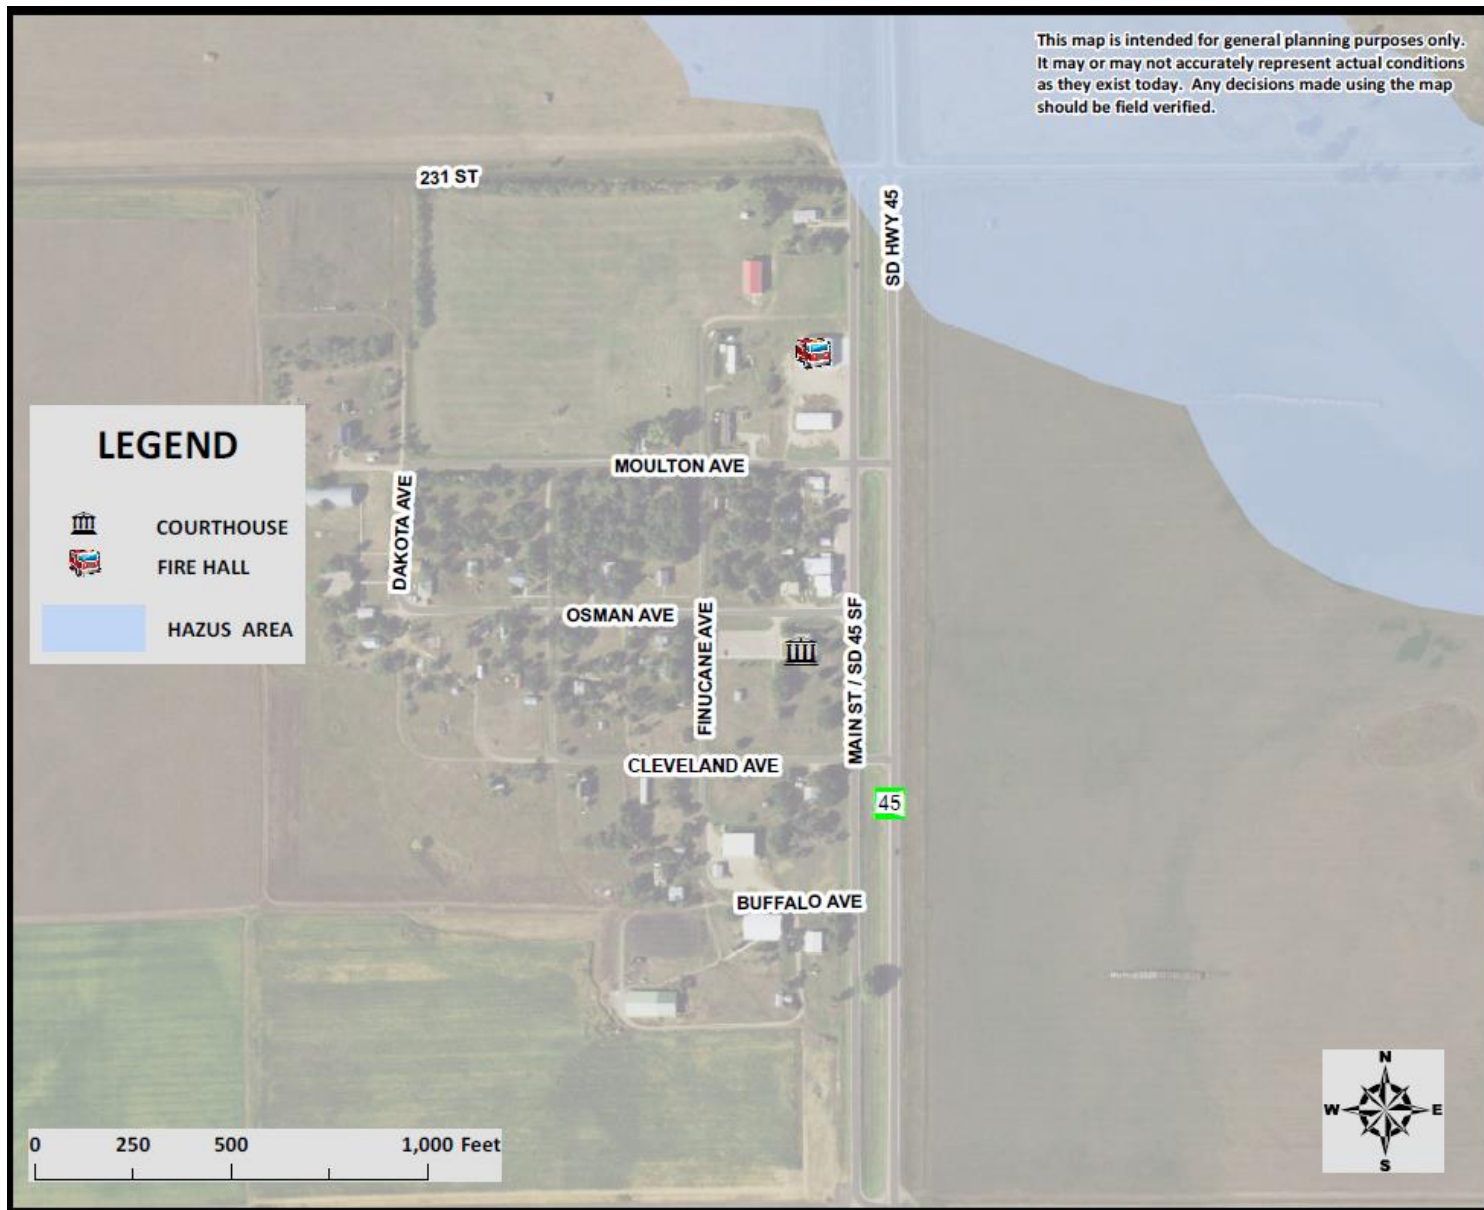 This map is intended for general planning purposes only.
It may or may not accurately represent actual conditions
as they exist today. Any decisions made using the map
should be field verified.
231 ST
SD HWY 45
LEGEND
COURTHOUSE
FIRE HALL
HAZUS AREA
MOULTON AVE
DAKOTA AVE
OSMAN AVE
FINUCANE AVE
MAIN ST / SD 45 SF
CLEVELAND AVE
45
BUFFALO AVE
N
W E
S
0 250 500 1,000 Feet